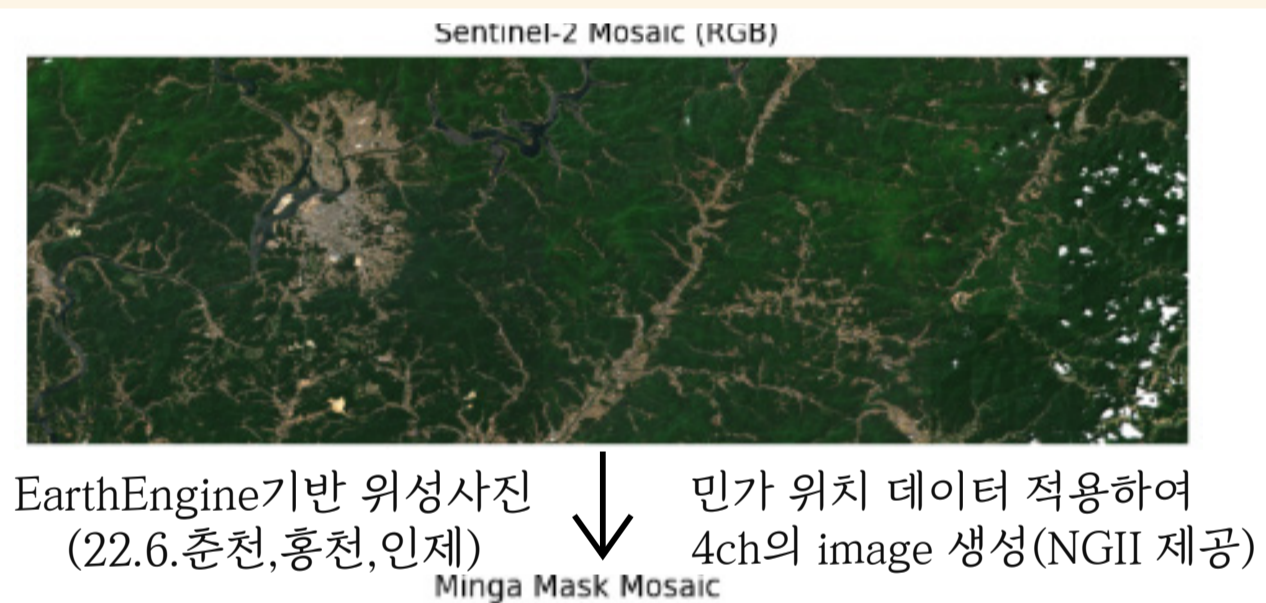 Sentinel-2 Mosaic (RGB)
EarthEngine기반 위성사진
(22.6.춘천,홍천,인제)
민가 위치 데이터 적용하여
4ch의 image 생성(NGII 제공)
Minga Mask Mosaic